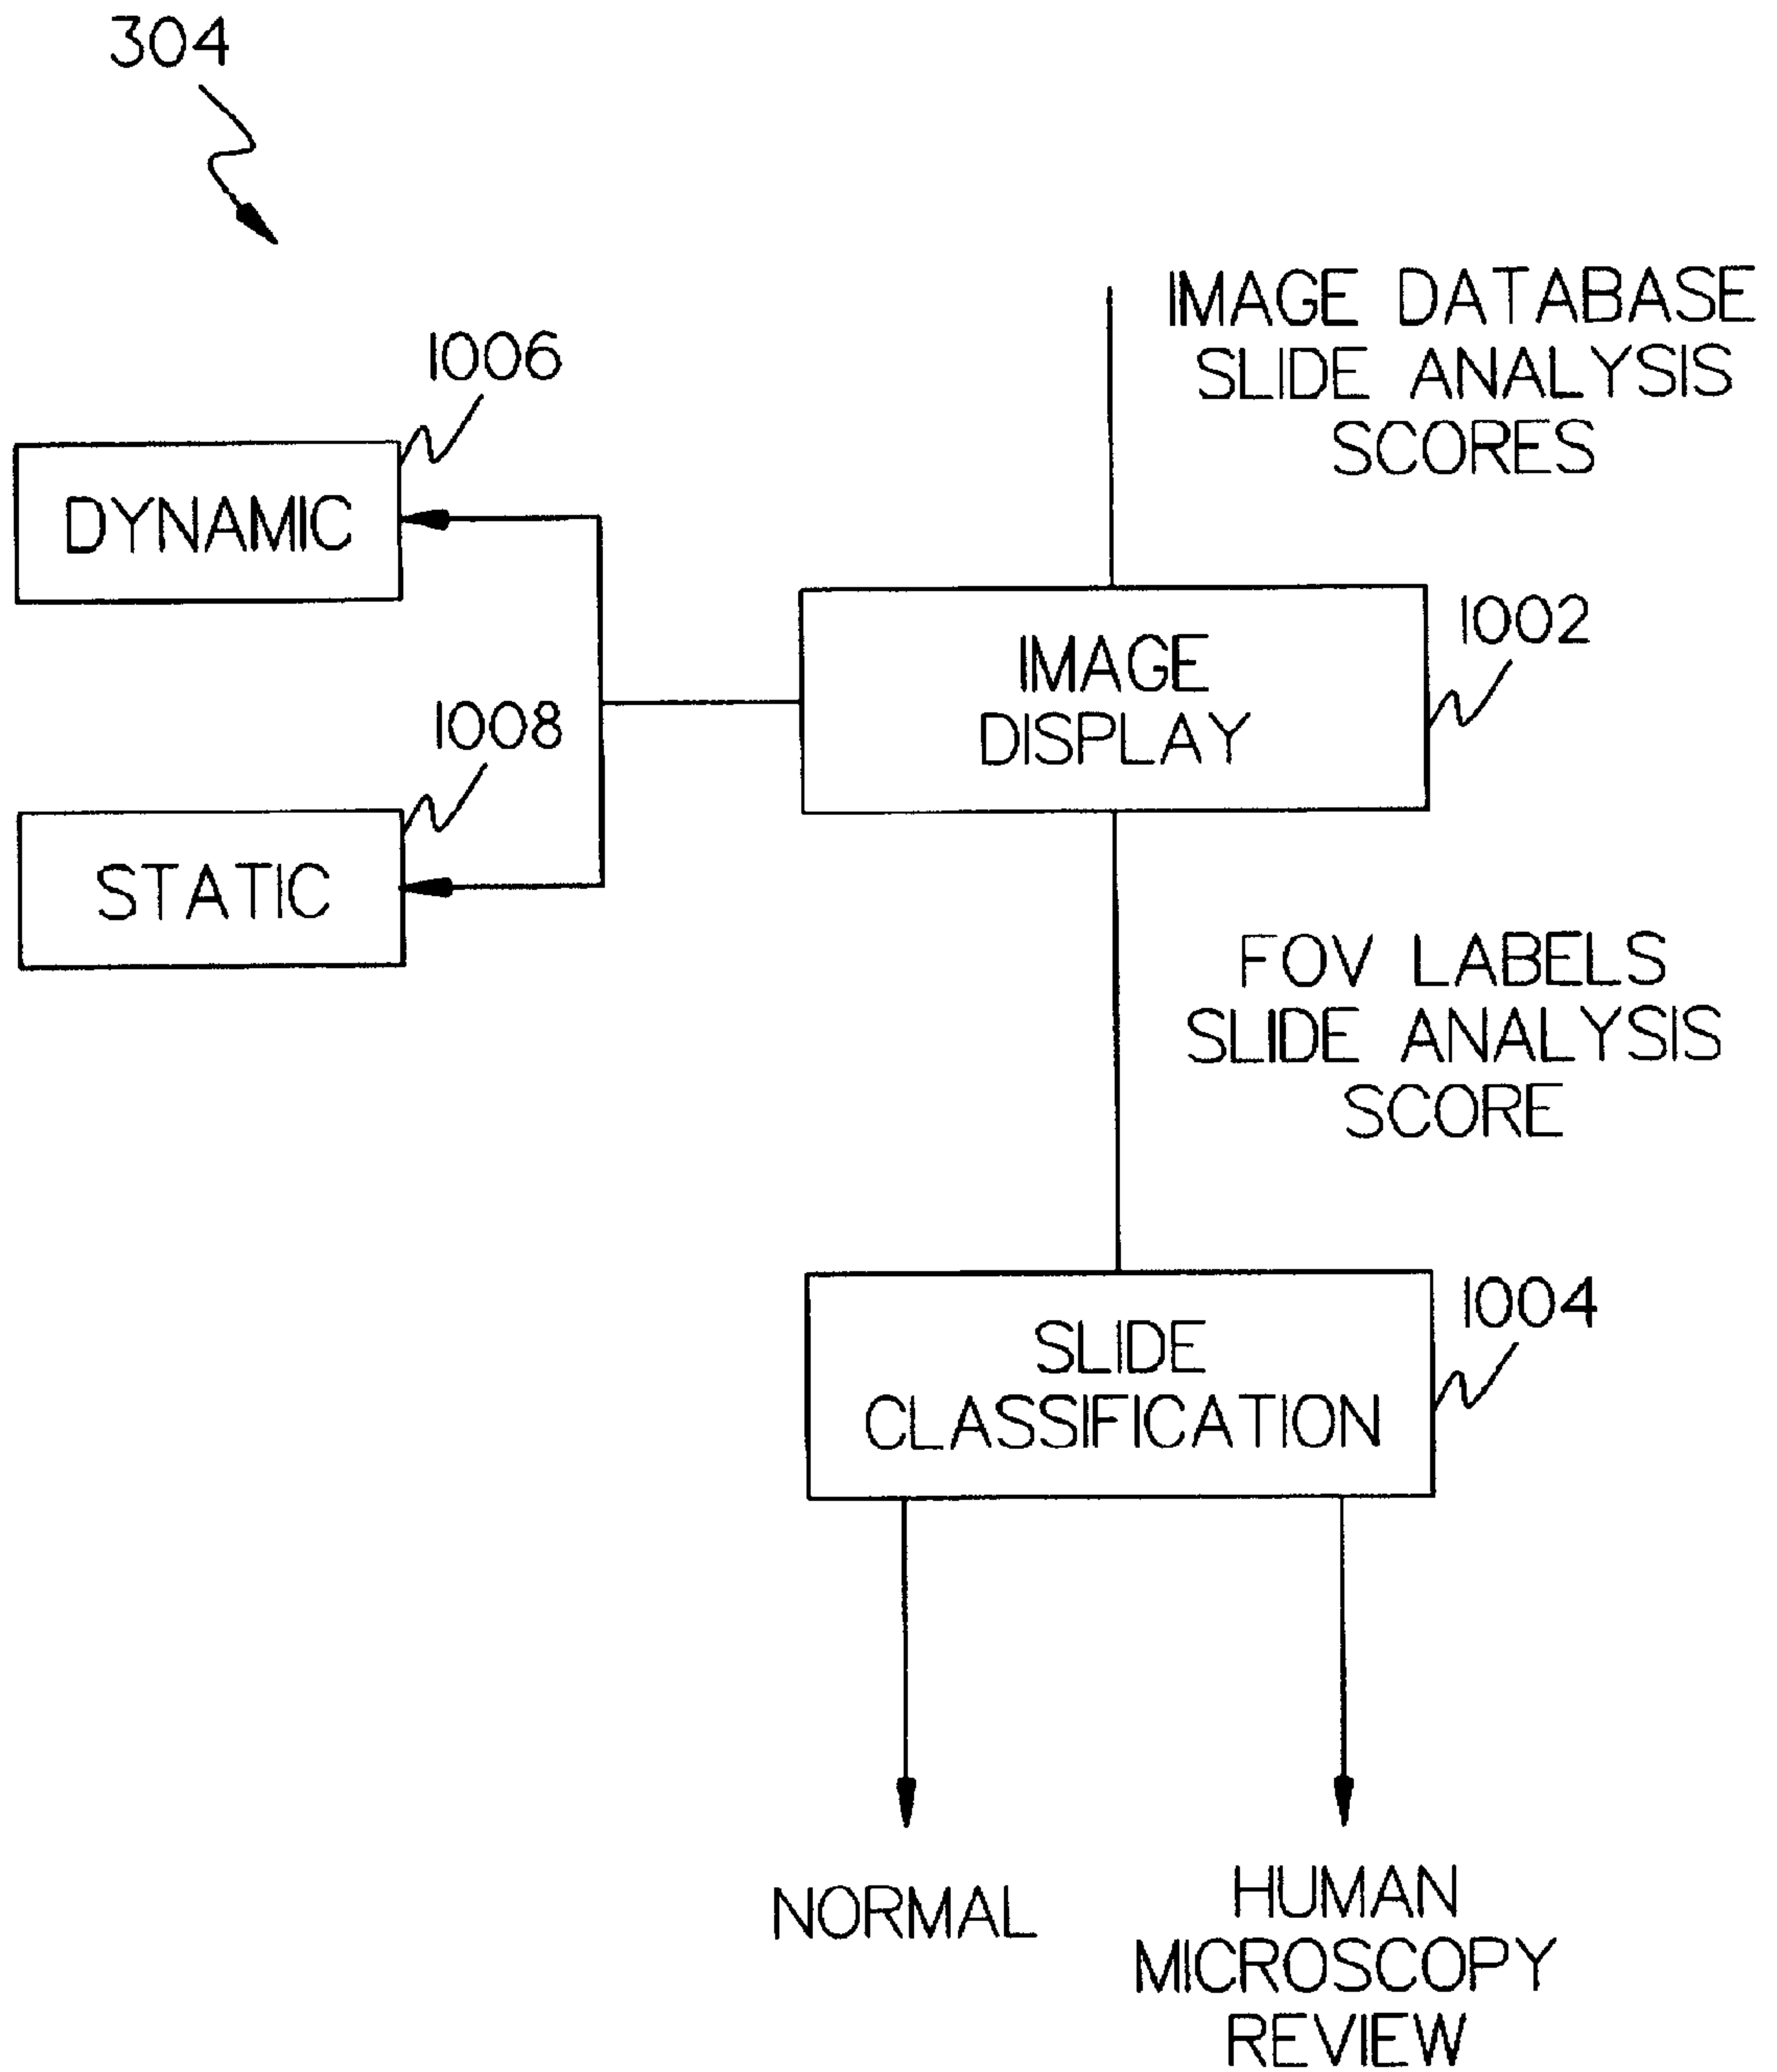 304
IMAGE DATABASE
SLIDE ANALYSIS
SCORES
1006
DYNAMIC
1002
IMAGE
DISPLAY
1008
STATIC
FOV LABELS
SLIDE ANALYSIS
SCORE
1004
SLIDE
CLASSIFICATION
NORMAL
HUMAN
MICROSCOPY
REVIEW